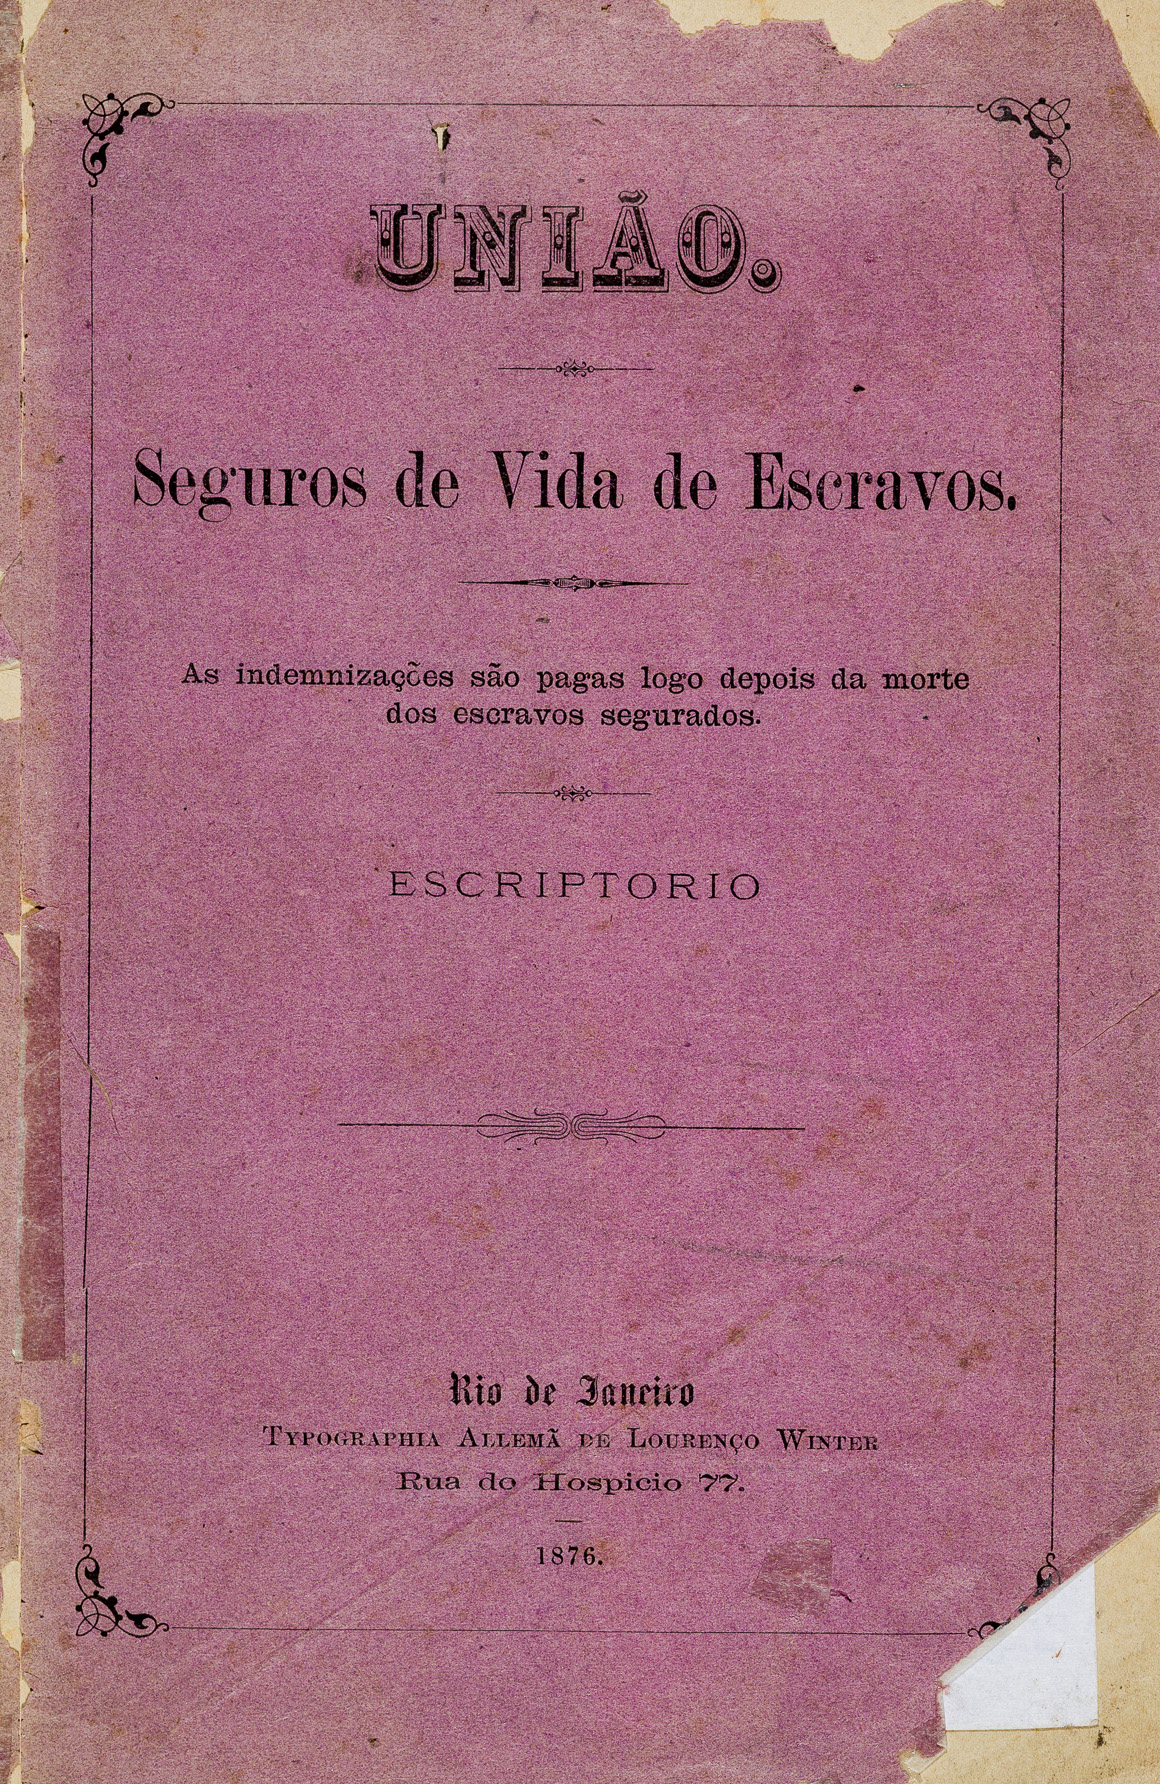 UNIÃO.
Seguros de Vida de Escravos.
As indemnizações são pagas logo depois da morte
dos escravos segurados.
ESCRIPTORIO
Rio de Janeiro
TYPOGRAPHIA ALLEMÃ DE LOURENÇO WINTER
Rua do Hospicio 77.
1876.